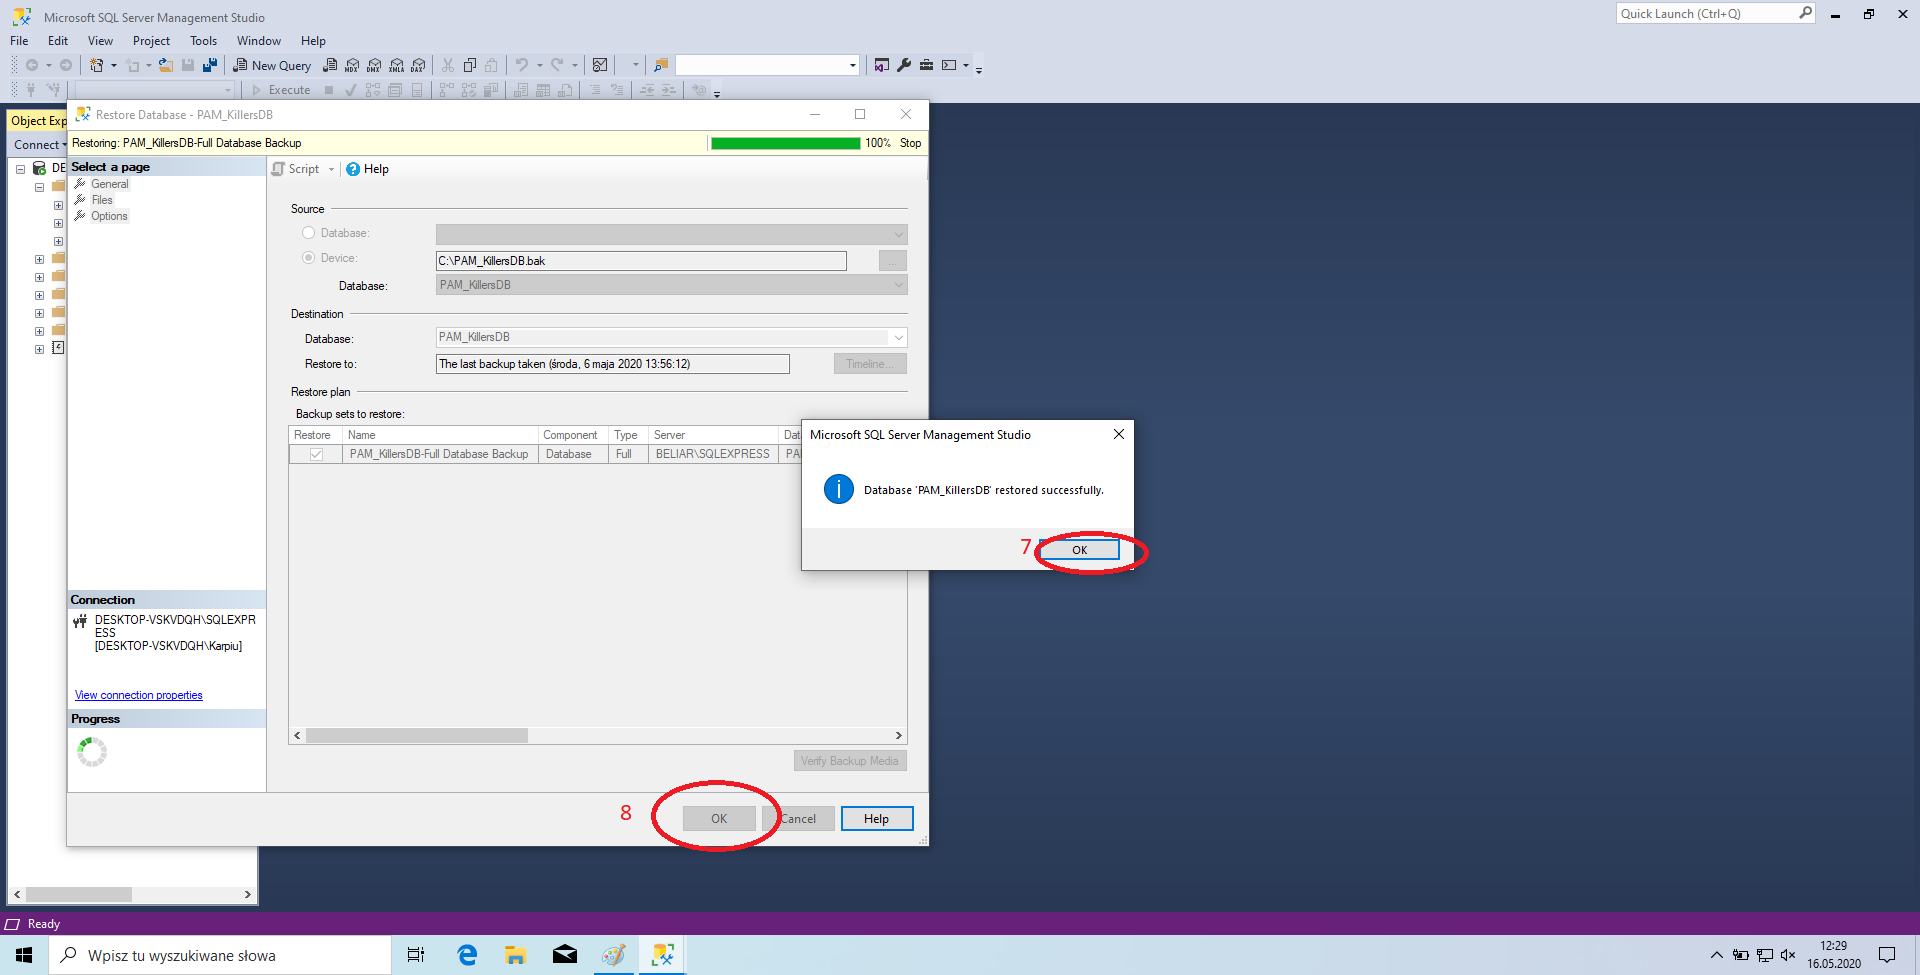 Microsoft SQL Server Management Studio
Quick Launch (Ctrl+Q)
File Edit View Project Tools Window Help
New Query MDX DMX XMLA DAX
Execute
Object Exp
Connect
DE
Restore Database - PAM_KillersDB
Restoring: PAM_KillersDB-Full Database Backup
100% Stop
Select a page
General
Files
Options
Script Help
Source
Database:
Device: C:\PAM_KillersDB.bak ...
Database: PAM_KillersDB
Destination
Database: PAM_KillersDB
Restore to: The last backup taken (środa, 6 maja 2020 13:56:12) Timeline...
Restore plan
Backup sets to restore:
Restore Name Component Type Server Dat
PAM_KillersDB-Full Database Backup Database Full BELIAR\SQLEXPRESS PA
Microsoft SQL Server Management Studio
Database 'PAM_KillersDB' restored successfully.
7 OK
Connection
DESKTOP-VSKVDQH\SQLEXPR
ESS
[DESKTOP-VSKVDQH\Karpiu]
View connection properties
Progress
Verify Backup Media
8 OK Cancel Help
Ready
Wpisz tu wyszukiwane słowa
12:29
16.05.2020